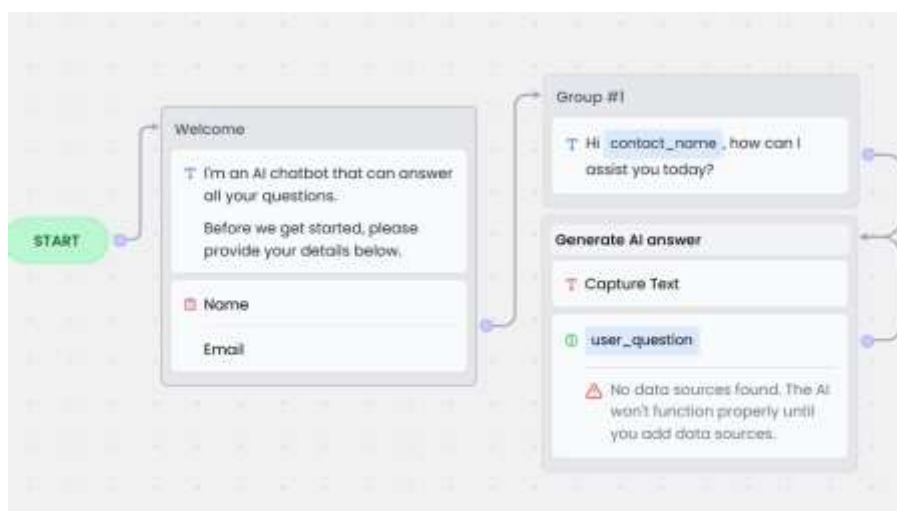 START
Welcome
I'm an AI chatbot that can answer
all your questions.
Before we get started, please
provide your details below.
Name
Email
Group #1
Hi contact_name , how can I
assist you today?
Generate AI answer
Capture Text
user_question
No data sources found. The AI
won't function properly until
you add data sources.